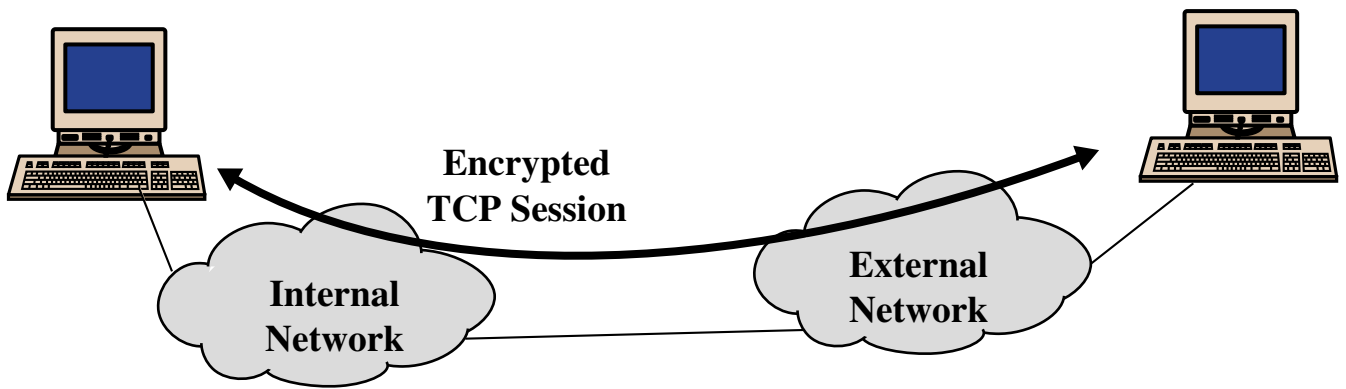 Encrypted
TCP Session
Internal
Network
External
Network